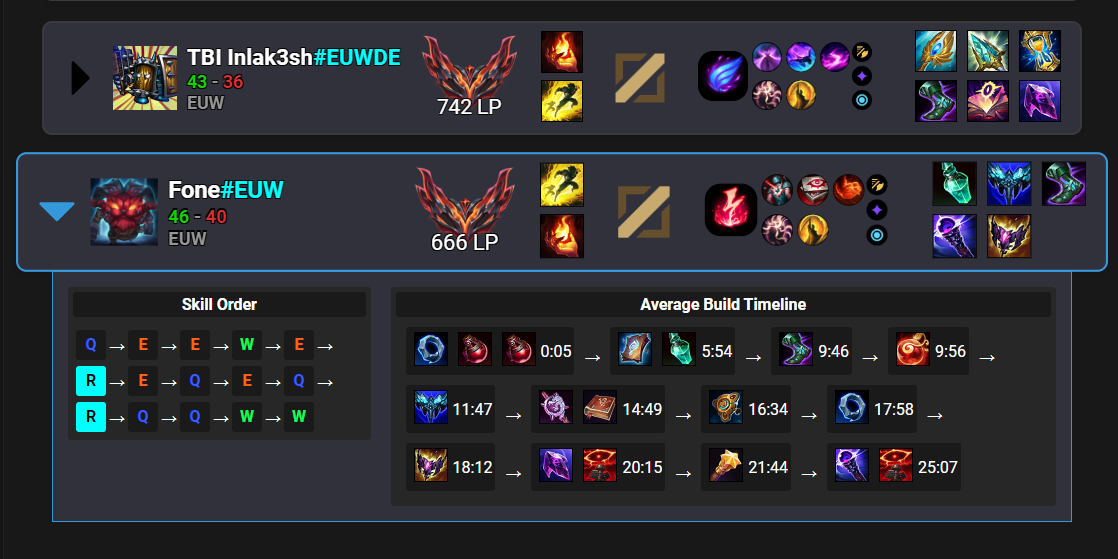 TBI Inlak3sh#EUWDE
43 - 36
EUW
742 LP
Fone#EUW
46 - 40
EUW
666 LP
Skill Order
Q → E → E → W → E →
R → E → Q → E → Q →
R → Q → Q → W → W
Average Build Timeline
0:05 → 5:54 → 9:46 → 9:56 →
11:47 → 14:49 → 16:34 → 17:58 →
18:12 → 20:15 → 21:44 → 25:07